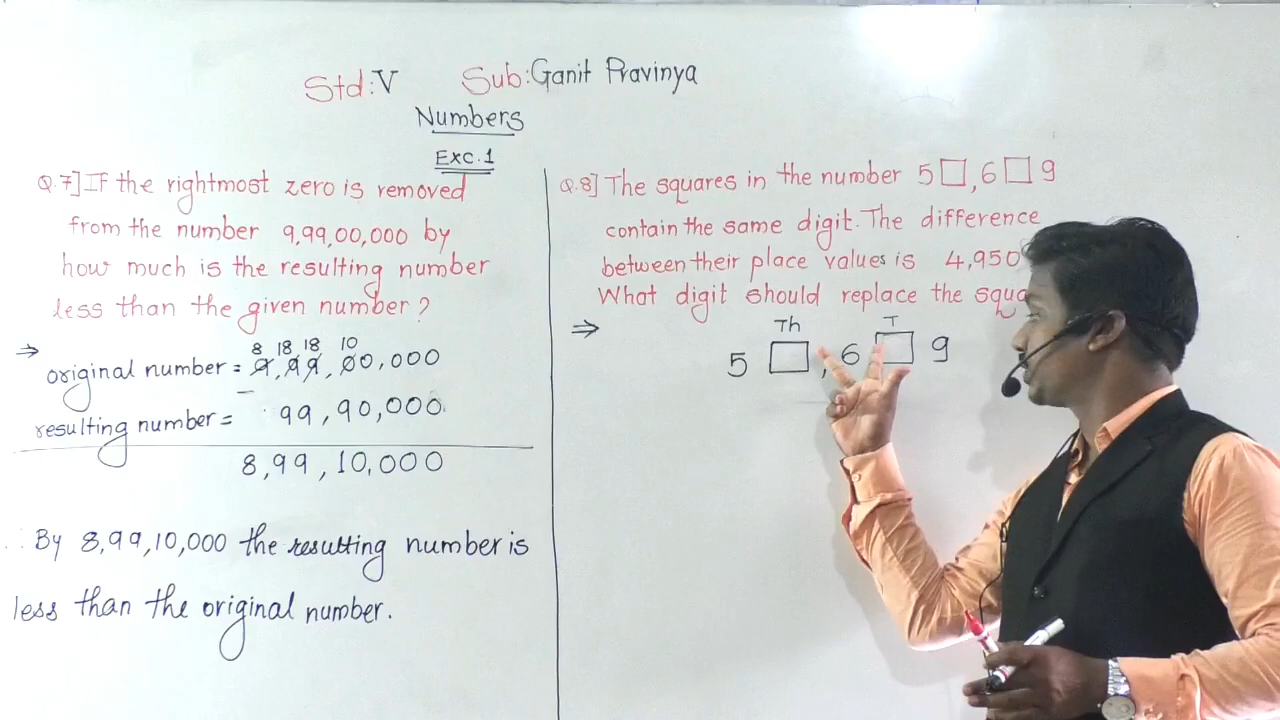 Std:V Sub:Ganit Pravinya
Numbers
Exc.1
Q.7] If the rightmost zero is removed
from the number 9,99,00,000 by
how much is the resulting number
less than the given number?
8 18 18 10
⇒ original number = 9,99,00,000
− resulting number = 99,90,000
8,99,10,000
∴ By 8,99,10,000 the resulting number is
less than the original number.
Q.8] The squares in the number 5□,6□9
contain the same digit. The difference
between their place values is 4,950
What digit should replace the
⇒ Th T
5 □,6 □ 9